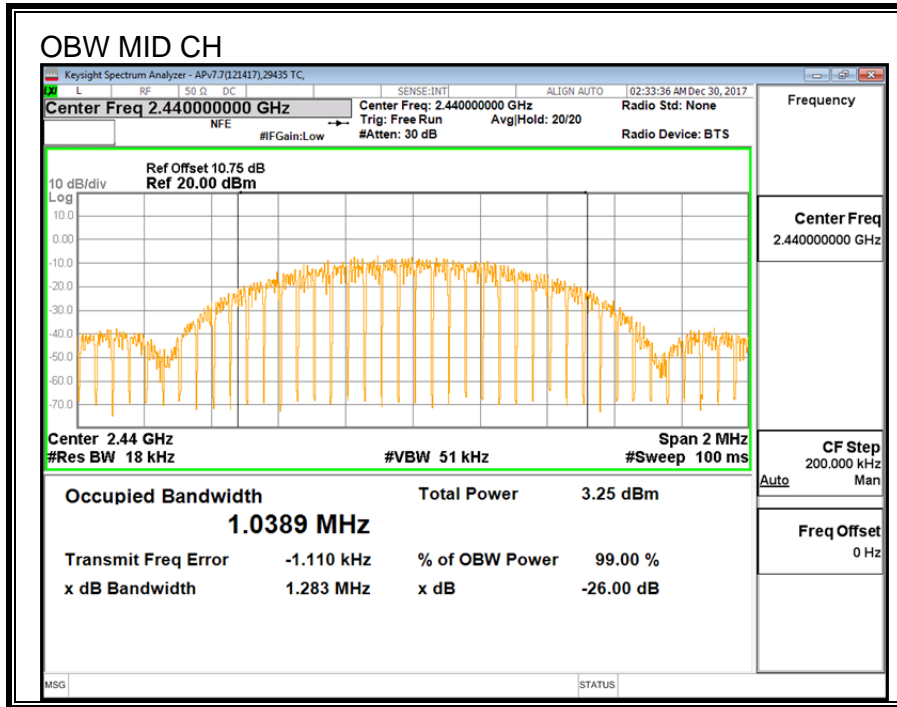 OBW MID CH
Keysight Spectrum Analyzer - APv7.7(121417),29435 TC,
LXI L RF 50 Ω DC SENSE:INT ALIGN AUTO 02:33:36 AM Dec 30, 2017
Center Freq 2.440000000 GHz
NFE
#IFGain:Low
Center Freq: 2.440000000 GHz
Trig: Free Run Avg|Hold: 20/20
#Atten: 30 dB
Radio Std: None
Radio Device: BTS
Ref Offset 10.75 dB
10 dB/div Ref 20.00 dBm
Log
10.0
0.00
-10.0
-20.0
-30.0
-40.0
-50.0
-60.0
-70.0
Center 2.44 GHz Span 2 MHz
#Res BW 18 kHz #VBW 51 kHz #Sweep 100 ms
Occupied Bandwidth Total Power 3.25 dBm
1.0389 MHz
Transmit Freq Error -1.110 kHz % of OBW Power 99.00 %
x dB Bandwidth 1.283 MHz x dB -26.00 dB
MSG STATUS
Frequency
Center Freq
2.440000000 GHz
CF Step
200.000 kHz
Auto Man
Freq Offset
0 Hz